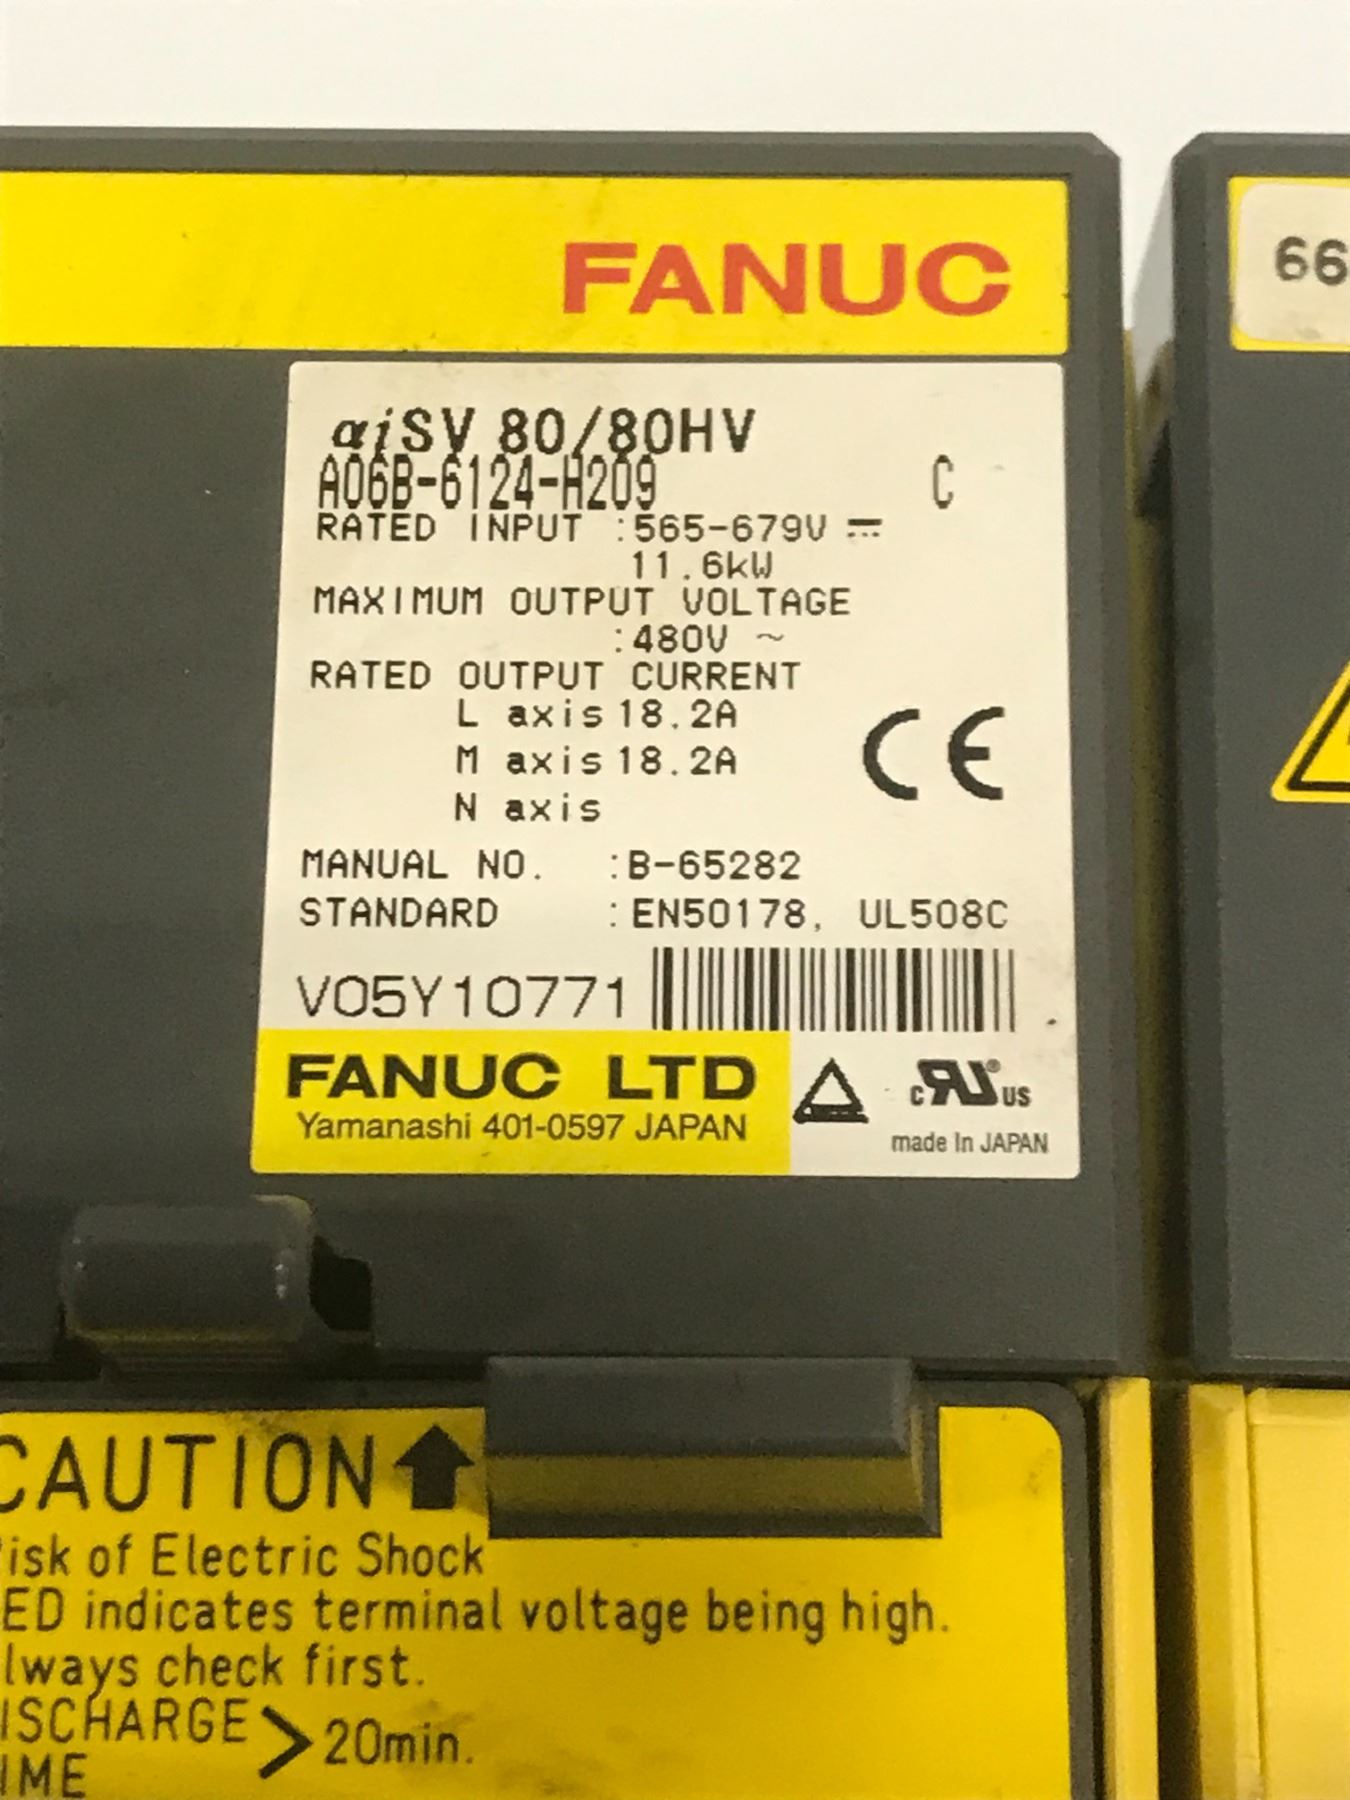 FANUC
66
αiSV 80/80HV
A06B-6124-H209 C
RATED INPUT :565-679V
11.6kW
MAXIMUM OUTPUT VOLTAGE
:480V ~
RATED OUTPUT CURRENT
L axis 18.2A
M axis 18.2A
N axis
CE
MANUAL NO. :B-65282
STANDARD :EN50178, UL508C
V05Y10771
FANUC LTD
Yamanashi 401-0597 JAPAN
c RU US
made In JAPAN
CAUTION
isk of Electric Shock
ED indicates terminal voltage being high.
lways check first.
ISCHARGE
IME > 20min.